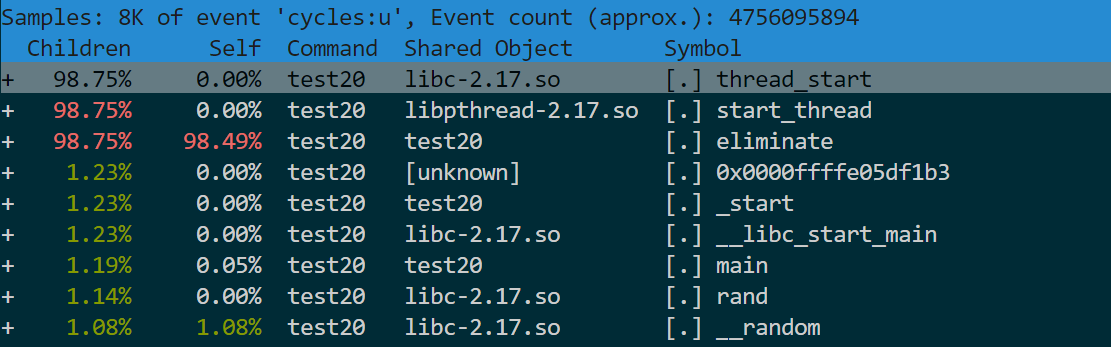 Samples: 8K of event 'cycles:u', Event count (approx.): 4756095894
Children Self Command Shared Object Symbol
+ 98.75% 0.00% test20 libc-2.17.so [.] thread_start
+ 98.75% 0.00% test20 libpthread-2.17.so [.] start_thread
+ 98.75% 98.49% test20 test20 [.] eliminate
+ 1.23% 0.00% test20 [unknown] [.] 0x0000ffffe05df1b3
+ 1.23% 0.00% test20 test20 [.] _start
+ 1.23% 0.00% test20 libc-2.17.so [.] __libc_start_main
+ 1.19% 0.05% test20 test20 [.] main
+ 1.14% 0.00% test20 libc-2.17.so [.] rand
+ 1.08% 1.08% test20 libc-2.17.so [.] __random